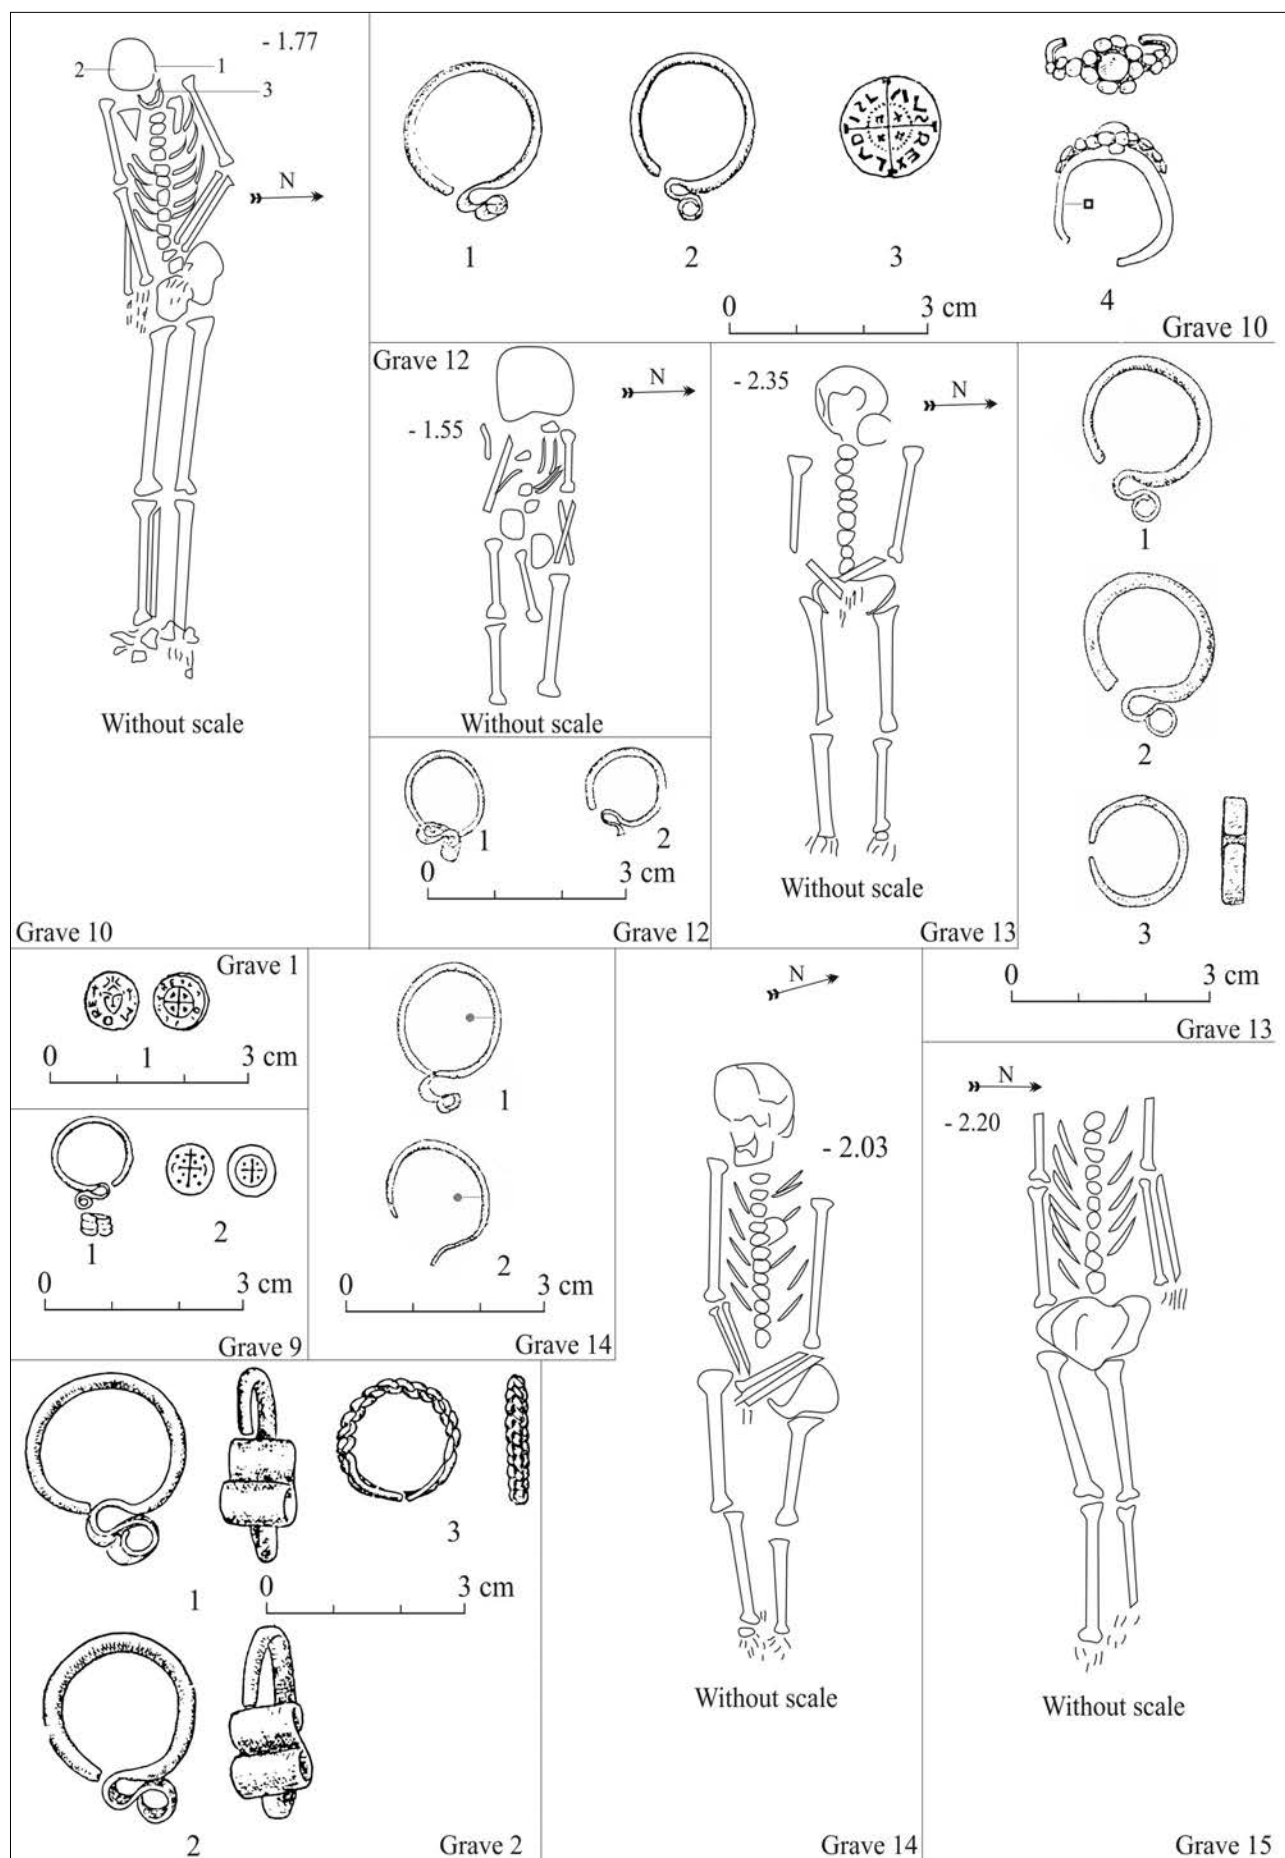 - 1.77
2
1
3
N
Without scale
Grave 10
1
2
3
4
0
3 cm
Grave 10
Grave 12
- 1.55
N
Without scale
1
2
0
3 cm
Grave 12
- 2.35
N
Without scale
Grave 13
1
2
3
0
3 cm
Grave 13
Grave 1
0
1
3 cm
1
2
0
3 cm
Grave 9
1
2
0
3 cm
Grave 14
N
- 2.03
Without scale
Grave 14
N
- 2.20
Without scale
Grave 15
1
3
0
3 cm
2
Grave 2